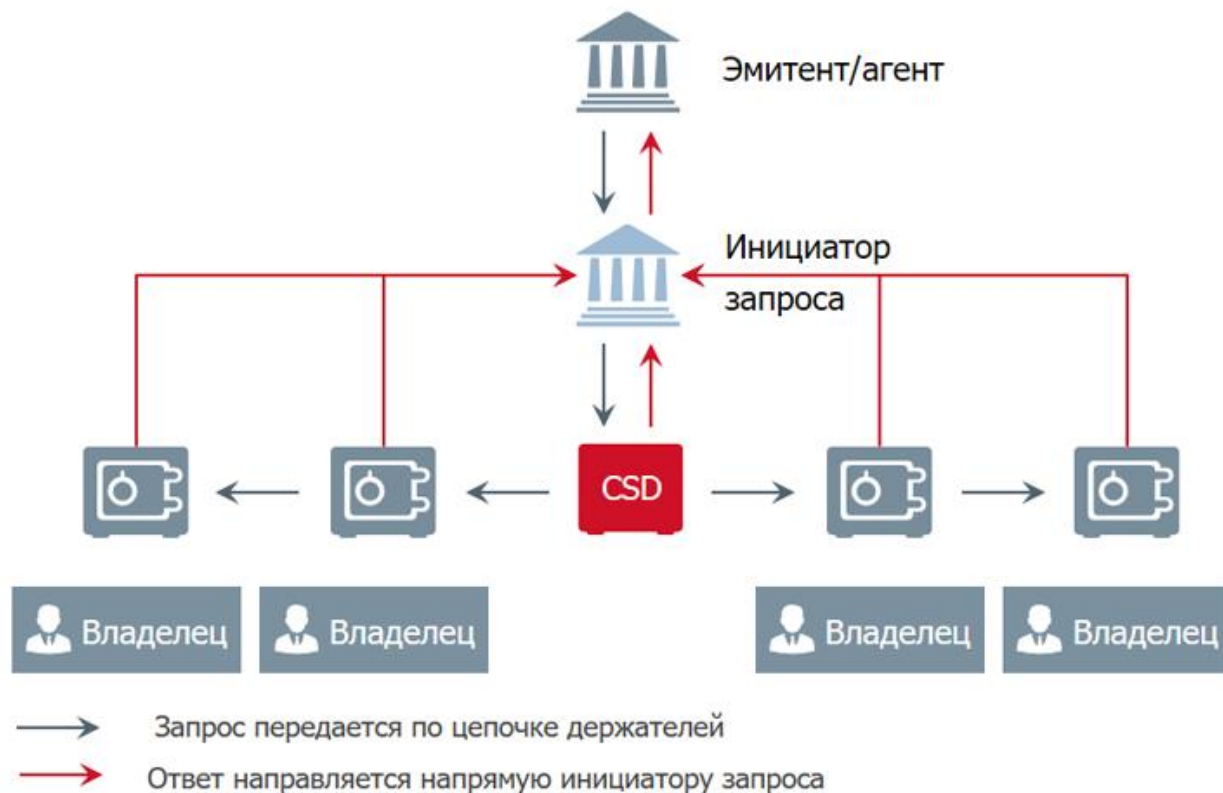 Эмитент/агент
Инициатор
запроса
CSD
Владелец
Владелец
Владелец
Владелец
Запрос передается по цепочке держателей
Ответ направляется напрямую инициатору запроса